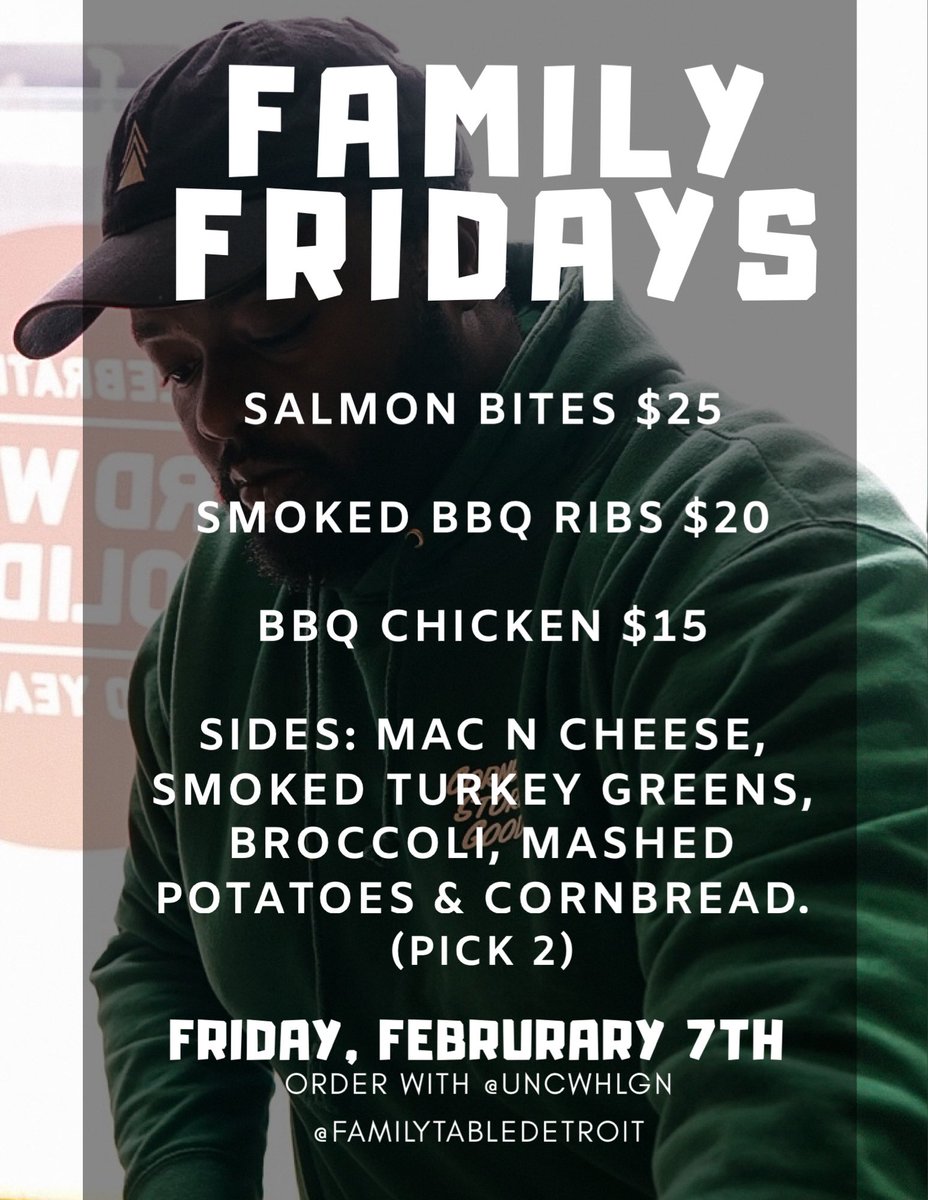 FAMILY
FRIDAYS
SALMON BITES $25
SMOKED BBQ RIBS $20
BBQ CHICKEN $15
SIDES: MAC N CHEESE,
SMOKED TURKEY GREENS,
BROCCOLI, MASHED
POTATOES & CORNBREAD.
(PICK 2)
FRIDAY, FEBRURARY 7TH
ORDER WITH @UNCWHLGN
@FAMILYTABLEDETROIT